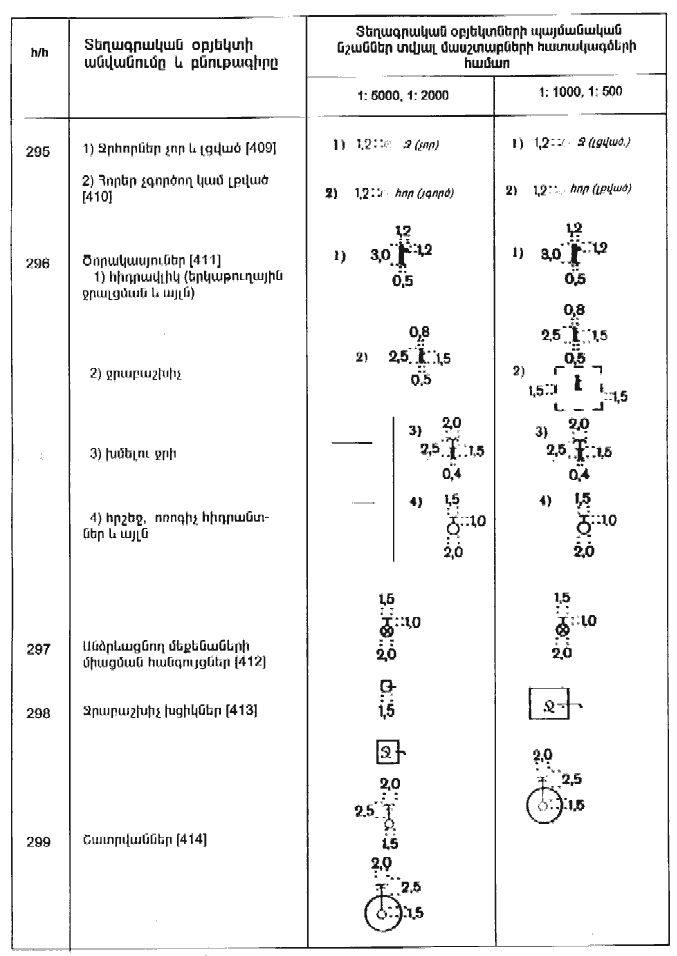 հ/հ
Տեղագրական օբյեկտի
անվանումը և բնութագիրը
Տեղագրական օբյեկտների պայմանական
նշաններ տվյալ մասշտաբների հատակագծերի
համար
1: 5000, 1: 2000
1: 1000, 1: 500
295
1) Ջրհորներ չոր և լցված [409]
1) 1,2 Ջ (չոր)
1) 1,2 Ջ (լցված.)
2) Հորեր չգործող կամ լքված
[410]
2) 1,2 հոր (չգործ)
2) 1,2 հոր (լքված)
296
Ծորակասյուներ [411]
1) հիդրավլիկ (երկաթուղային
ջրալցման և այլն)
1) 1,2 3,0 1,2 0,5
1) 1,2 3,0 1,2 0,5
2) ջրաբաշխիչ
2) 0,8 2,5 1,5 0,5
0,8 2,5 1,5 0,5
2) 1,5 1,5
3) խմելու ջրի
3) 2,0 2,5 1,5 0,4
3) 2,0 2,5 1,5 0,4
4) հրշեջ, ոռոգիչ հիդրանտ-
ներ և այլն
4) 1,5 1,0 2,0
4) 1,5 1,0 2,0
297
Անձրևացնող մեքենաների
միացման հանգույցներ [412]
1,5 1,0 2,0
1,5 1,0 2,0
298
Ջրաբաշխիչ խցիկներ [413]
1,5
Ջ
Ջ
299
Շատրվաններ [414]
2,0 2,5 1,5
2,0 2,5 1,5
2,0 2,5 1,5